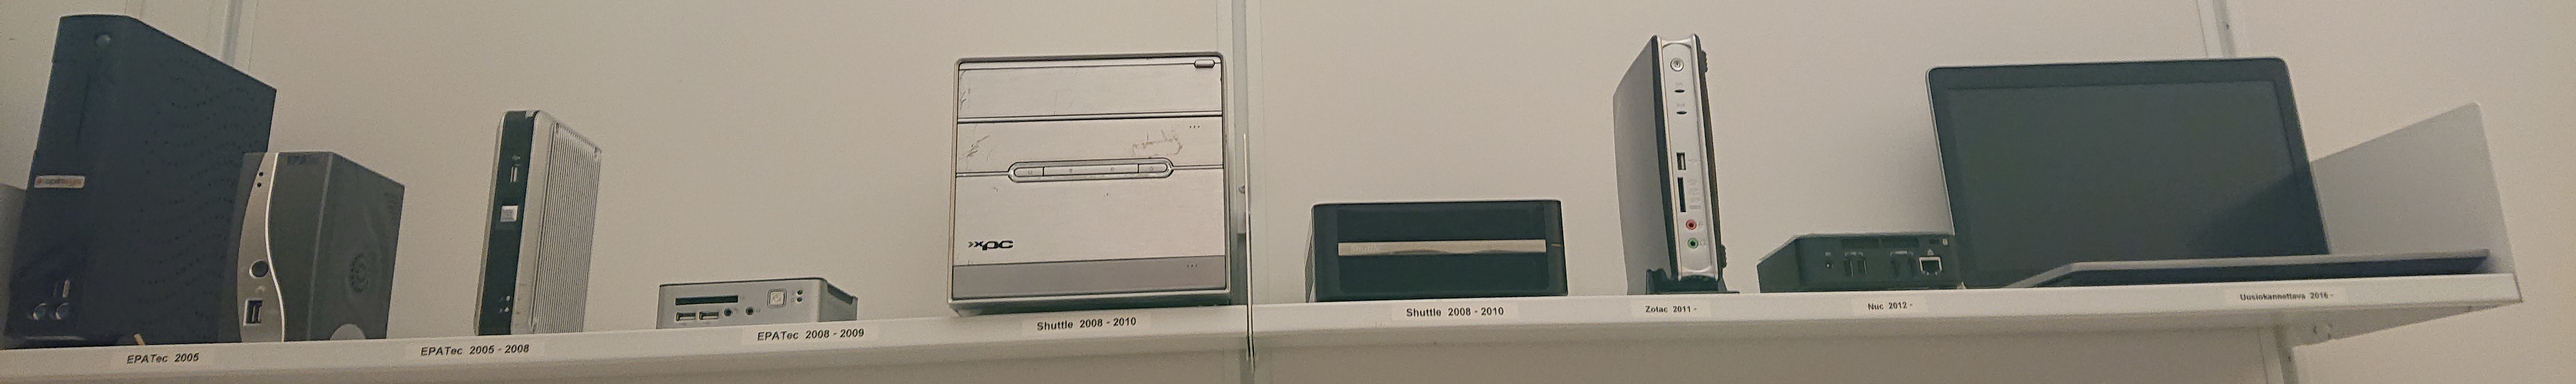 EPATec
XPC
EPATec 2005
EPATec 2005 - 2008
EPATec 2008 - 2009
Shuttle 2008 - 2010
Shuttle 2008 - 2010
Zotac 2011 -
Nuc 2012 -
Uusiokannettava 2016 -